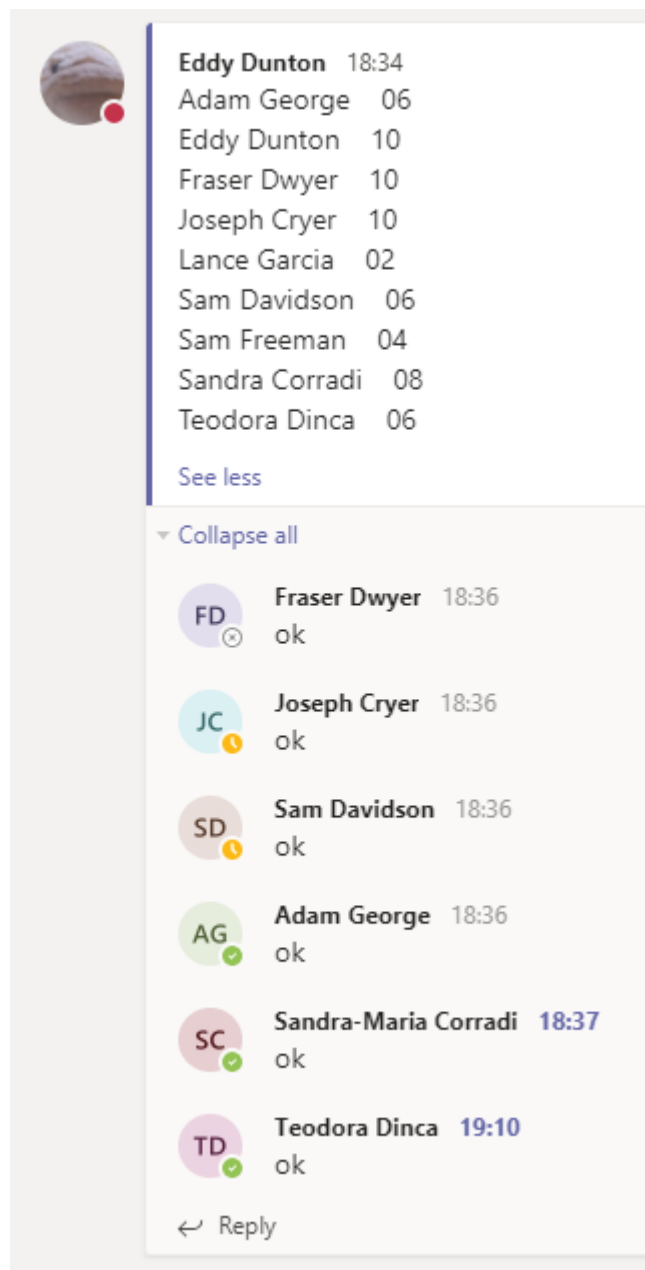 Eddy Dunton 18:34
Adam George 06
Eddy Dunton 10
Fraser Dwyer 10
Joseph Cryer 10
Lance Garcia 02
Sam Davidson 06
Sam Freeman 04
Sandra Corradi 08
Teodora Dinca 06
See less
Collapse all
FD
Fraser Dwyer 18:36
ok
JC
Joseph Cryer 18:36
ok
SD
Sam Davidson 18:36
ok
AG
Adam George 18:36
ok
SC
Sandra-Maria Corradi 18:37
ok
TD
Teodora Dinca 19:10
ok
Reply